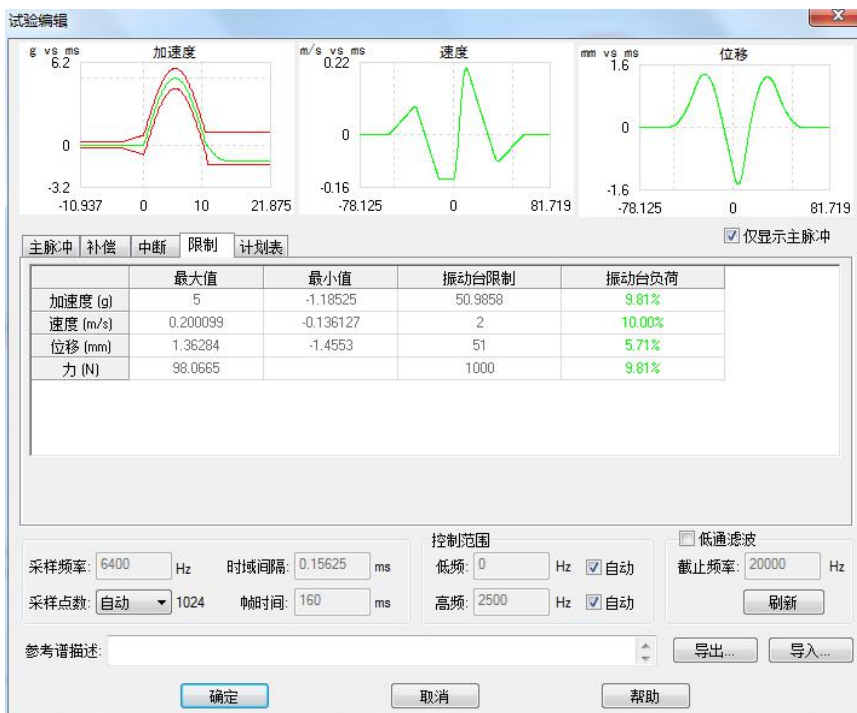 试验编辑
g vs ms 加速度
6.2
0
-3.2
-10.937 0 10 21.875
m/s vs ms 速度
0.22
0
-0.16
-78.125 0 81.719
mm vs ms 位移
1.6
0
-1.6
-78.125 0 81.719
仅显示主脉冲
主脉冲 补偿 中断 限制 计划表
最大值 最小值 振动台限制 振动台负荷
加速度 (g) 5 -1.18525 50.9858 9.81%
速度 (m/s) 0.200099 -0.136127 2 10.00%
位移 (mm) 1.36284 -1.4553 51 5.71%
力 (N) 98.0665 1000 9.81%
采样频率: 6400 Hz 时域间隔: 0.15625 ms
采样点数: 自动 1024 帧时间: 160 ms
控制范围
低频: 0 Hz 自动
高频: 2500 Hz 自动
低通滤波
截止频率: 20000 Hz
刷新
参考谱描述: 导出... 导入...
确定 取消 帮助